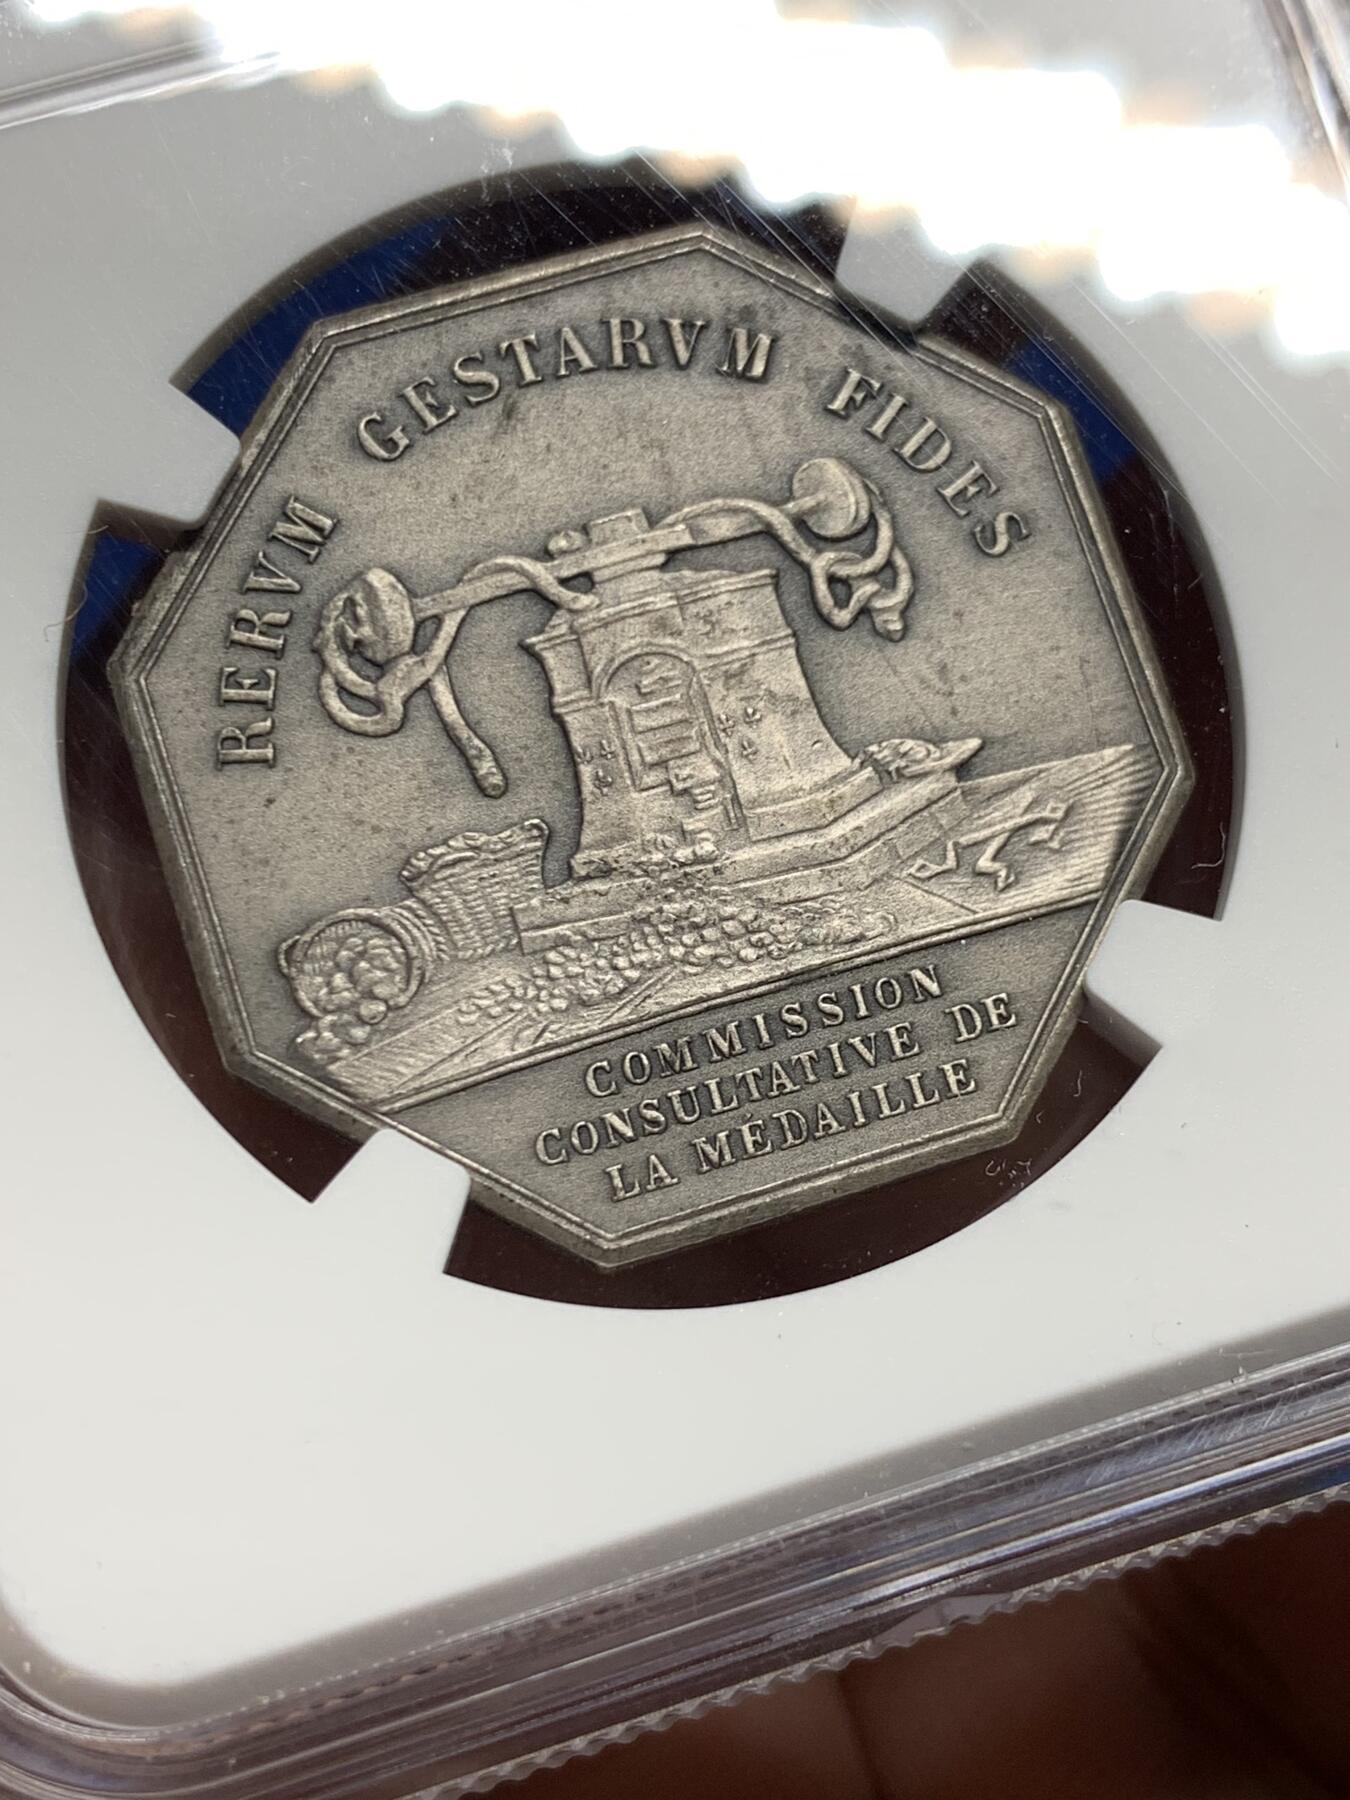 RERVM GESTARVM FIDES
COMMISSION
CONSULTATIVE DE
LA MÉDAILLE